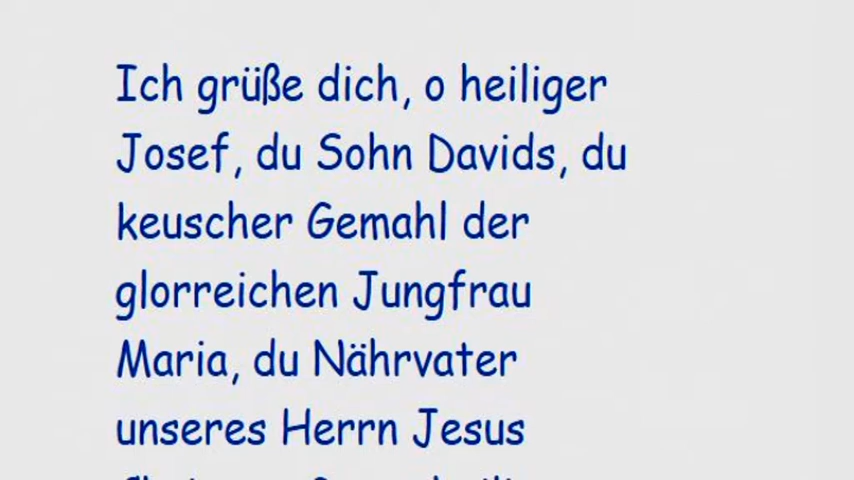 Ich grüße dich, o heiliger
Josef, du Sohn Davids, du
keuscher Gemahl der
glorreichen Jungfrau
Maria, du Nährvater
unseres Herrn Jesus